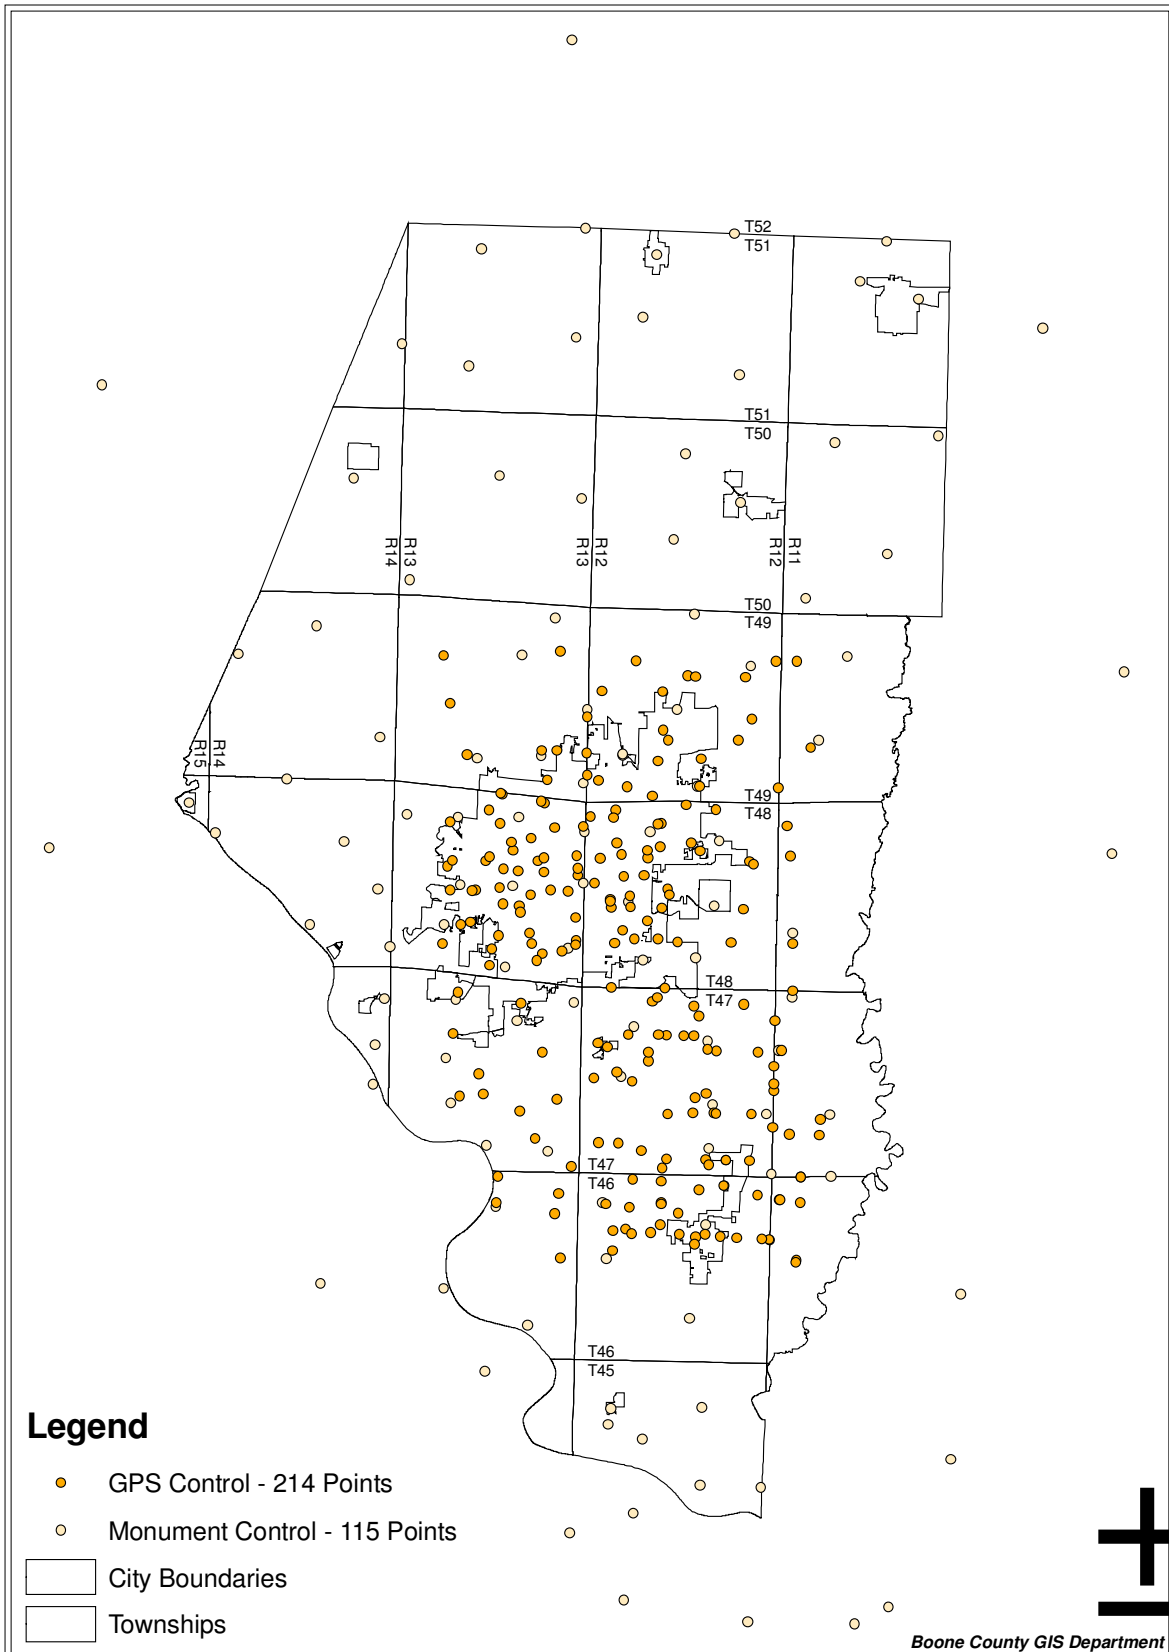 T52
T51
T51
T50
R14
R13
R13
R12
R12
R11
T50
T49
R15
R14
T49
T48
T48
T47
T47
T46
T46
T45
Legend
GPS Control - 214 Points
Monument Control - 115 Points
City Boundaries
Townships
Boone County GIS Department